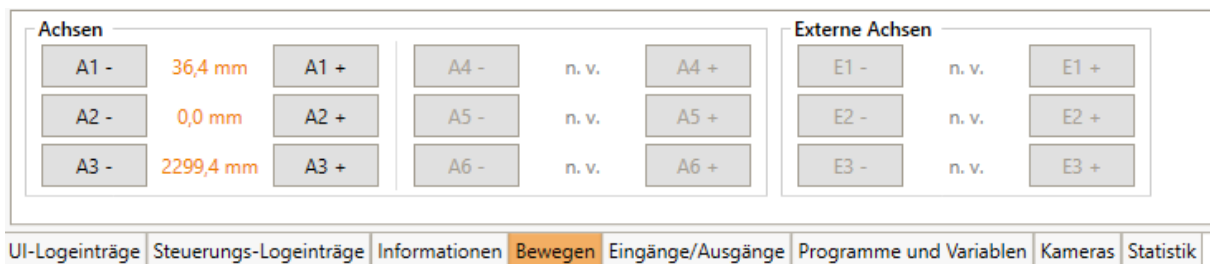 Achsen Externe Achsen
A1 - 36,4 mm A1 + A4 - n. v. A4 + E1 - n. v. E1 +
A2 - 0,0 mm A2 + A5 - n. v. A5 + E2 - n. v. E2 +
A3 - 2299,4 mm A3 + A6 - n. v. A6 + E3 - n. v. E3 +
UI-Logeinträge Steuerungs-Logeinträge Informationen Bewegen Eingänge/Ausgänge Programme und Variablen Kameras Statistik